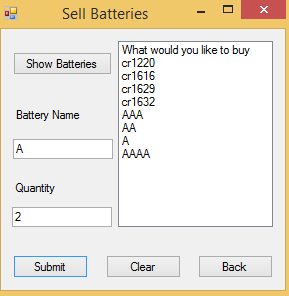 Sell Batteries
Show Batteries
What would you like to buy
cr1220
cr1616
cr1629
cr1632
AAA
AA
A
AAAA
Battery Name
A
Quantity
2
Submit
Clear
Back